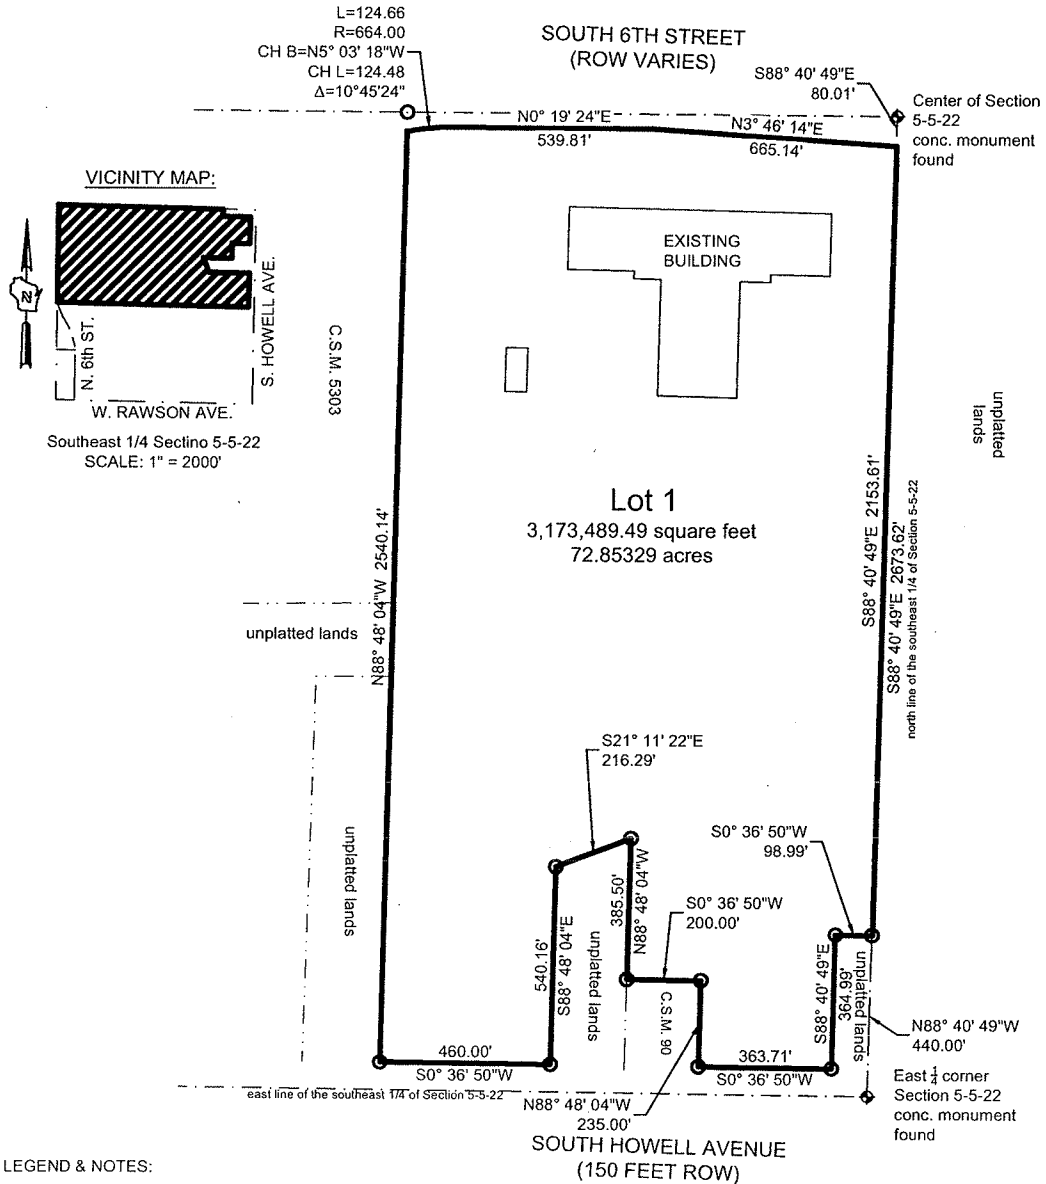 L=124.66
R=664.00
CH B=N5° 03' 18"W
CH L=124.48
Δ=10°45'24"
SOUTH 6TH STREET
(ROW VARIES)
S88° 40' 49"E
80.01'
Center of Section
5-5-22
conc. monument
found
N0° 19' 24"E
539.81'
N3° 46' 14"E
665.14'
VICINITY MAP:
N
N. 6th ST.
S. HOWELL AVE.
W. RAWSON AVE.
Southeast 1/4 Sectino 5-5-22
SCALE: 1" = 2000'
C.S.M. 5303
EXISTING
BUILDING
unplatted
lands
Lot 1
3,173,489.49 square feet
72.85329 acres
N88° 48' 04"W 2540.14'
S88° 40' 49"E 2153.61'
S88° 40' 49"E 2673.62'
north line of the southeast 1/4 of Section 5-5-22
unplatted lands
unplatted lands
S21° 11' 22"E
216.29'
S0° 36' 50"W
98.99'
385.50'
N88° 48' 04"W
S0° 36' 50"W
200.00'
540.16'
S88° 48' 04"E
unplatted lands
C.S.M. 90
S88° 40' 49"E
364.99'
unplatted lands
N88° 40' 49"W
440.00'
460.00'
S0° 36' 50"W
363.71'
S0° 36' 50"W
East 1/4 corner
Section 5-5-22
conc. monument
found
east line of the southeast 1/4 of Section 5-5-22
N88° 48' 04"W
235.00'
SOUTH HOWELL AVENUE
(150 FEET ROW)
LEGEND & NOTES: